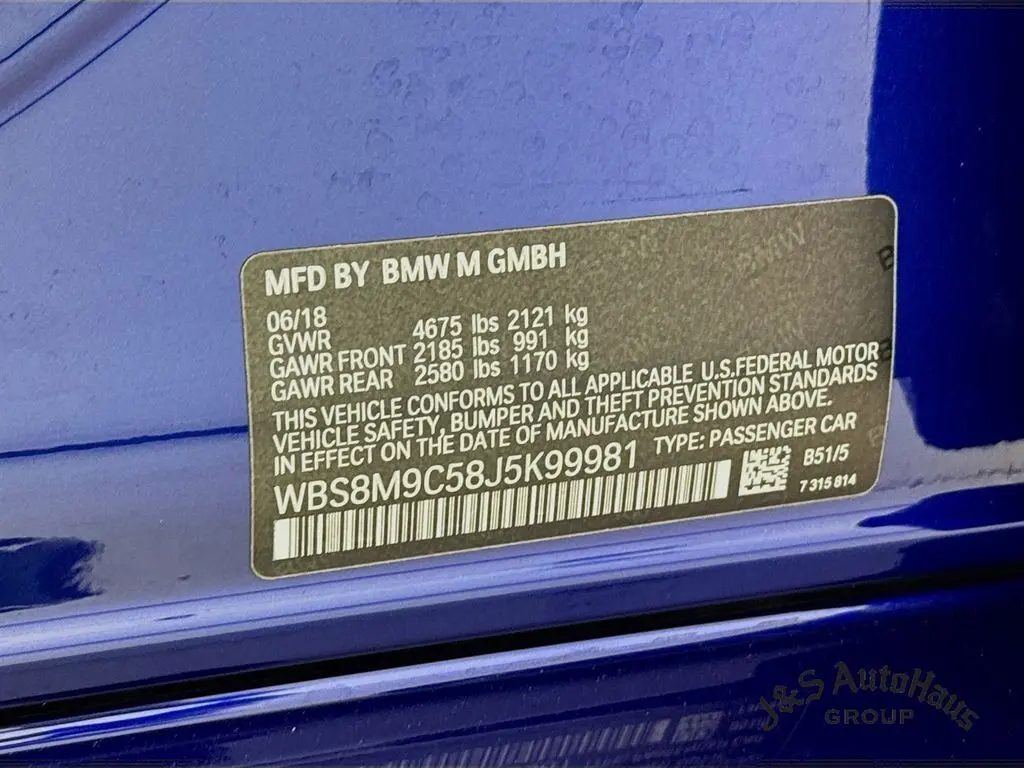 MFD BY BMW M GMBH
06/18
GVWR 4675 lbs 2121 kg
GAWR FRONT 2185 lbs 991 kg
GAWR REAR 2580 lbs 1170 kg
THIS VEHICLE CONFORMS TO ALL APPLICABLE U.S.FEDERAL MOTOR
VEHICLE SAFETY, BUMPER AND THEFT PREVENTION STANDARDS
IN EFFECT ON THE DATE OF MANUFACTURE SHOWN ABOVE.
WBS8M9C58J5K99981 TYPE: PASSENGER CAR
B51/5
7 315 814
J&S AutoHaus
GROUP